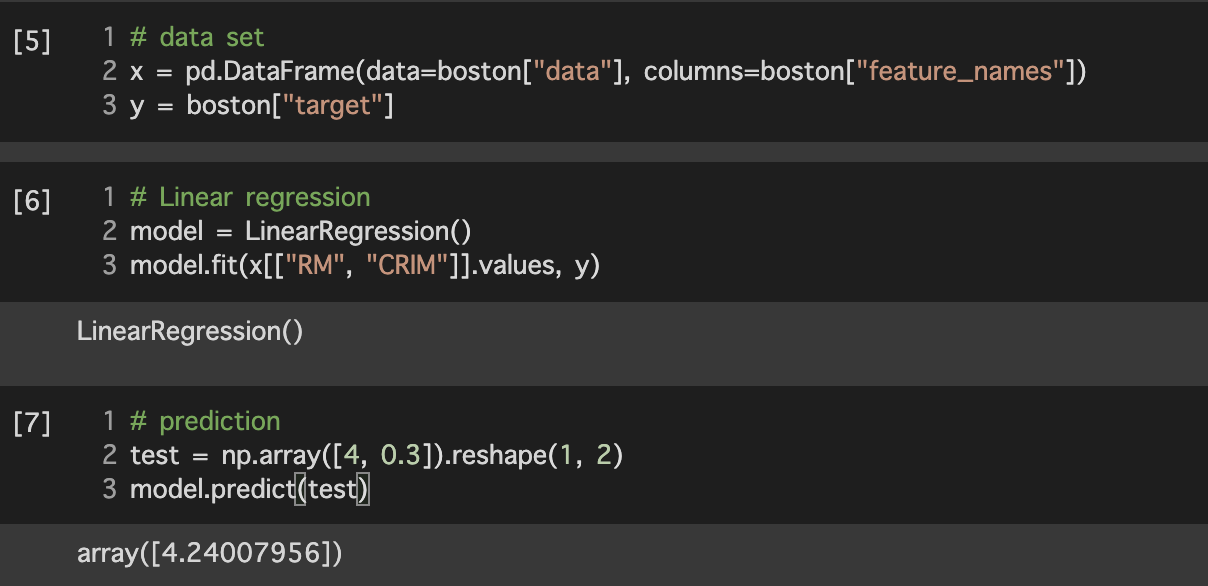 [5] 1 # data set
2 x = pd.DataFrame(data=boston["data"], columns=boston["feature_names"])
3 y = boston["target"]
[6] 1 # Linear regression
2 model = LinearRegression()
3 model.fit(x[["RM", "CRIM"]].values, y)
LinearRegression()
[7] 1 # prediction
2 test = np.array([4, 0.3]).reshape(1, 2)
3 model.predict(test)
array([4.24007956])